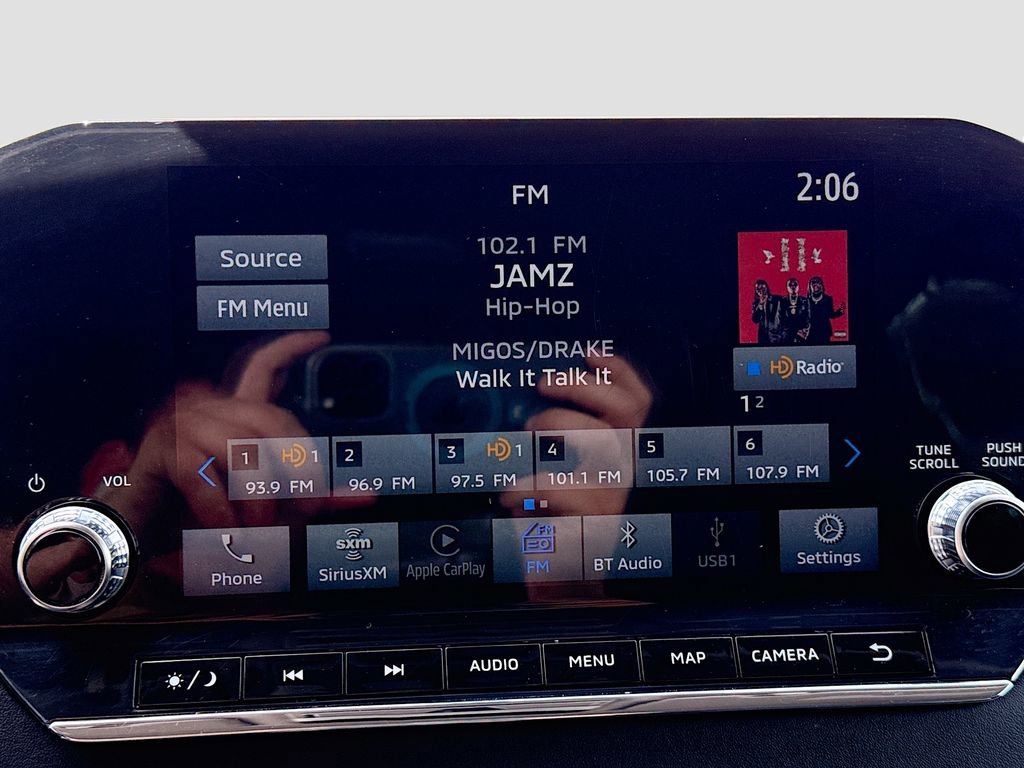 FM
2:06
Source
FM Menu
102.1 FM
JAMZ
Hip-Hop
MIGOS/DRAKE
Walk It Talk It
II
HD Radio
1 2
1 HD 1
93.9 FM
2
96.9 FM
3 HD 1
97.5 FM
4
101.1 FM
5
105.7 FM
6
107.9 FM
VOL
TUNE
SCROLL
PUSH
SOUND
Phone
sxm
SiriusXM
Apple CarPlay
FM
FM
BT Audio
USB1
Settings
AUDIO
MENU
MAP
CAMERA